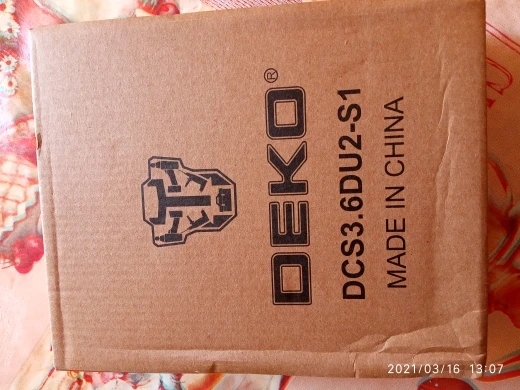 DEKO®
DCS3.6DU2-S1
MADE IN CHINA
2021/03/16 13:07